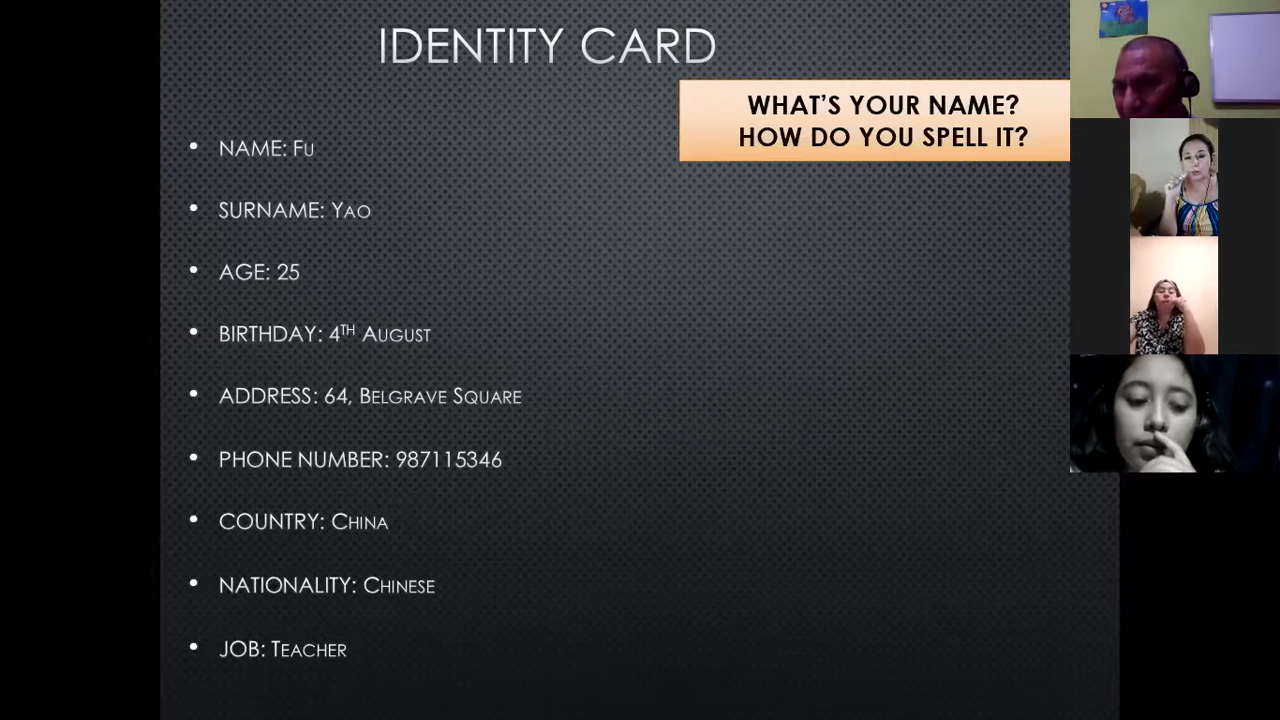 IDENTITY CARD
WHAT'S YOUR NAME?
HOW DO YOU SPELL IT?
• NAME: FU
• SURNAME: YAO
• AGE: 25
• BIRTHDAY: 4TH AUGUST
• ADDRESS: 64, BELGRAVE SQUARE
• PHONE NUMBER: 987115346
• COUNTRY: CHINA
• NATIONALITY: CHINESE
• JOB: TEACHER